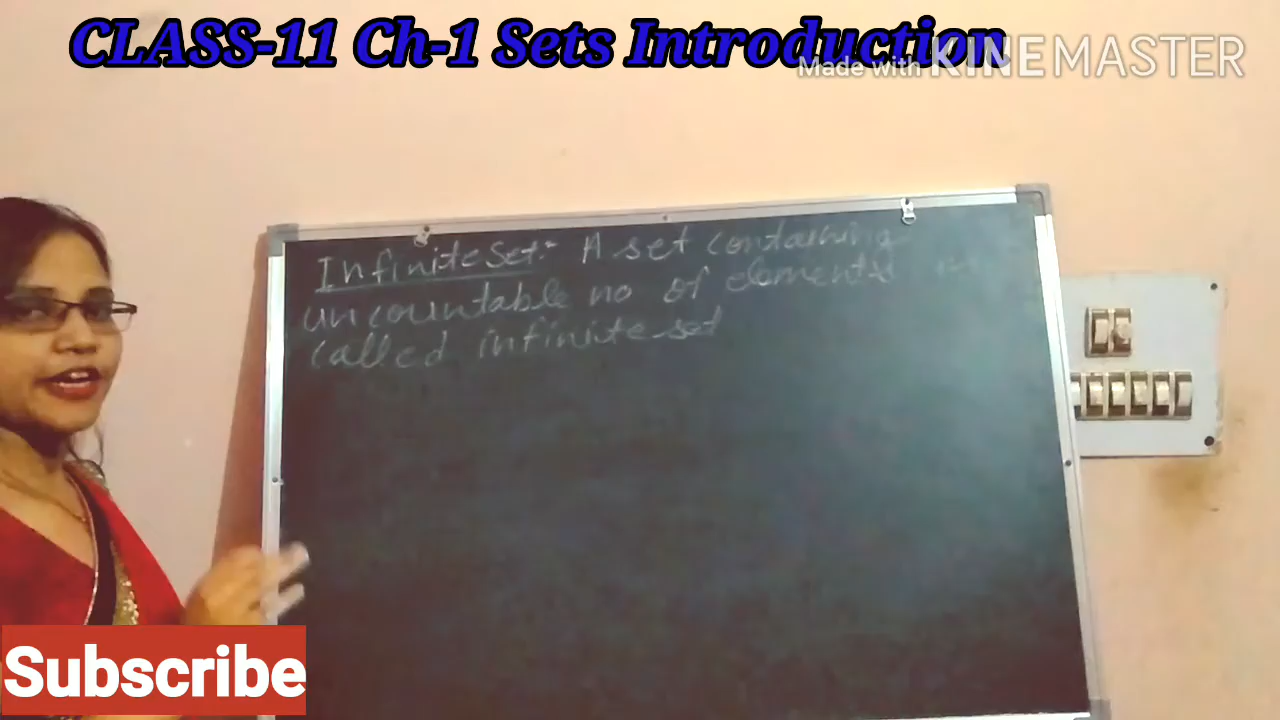 CLASS-11 Ch-1 Sets Introduction
Made with KINEMASTER
Infinite set:- A set containing
uncountable no of elements is
called infinite set
Subscribe